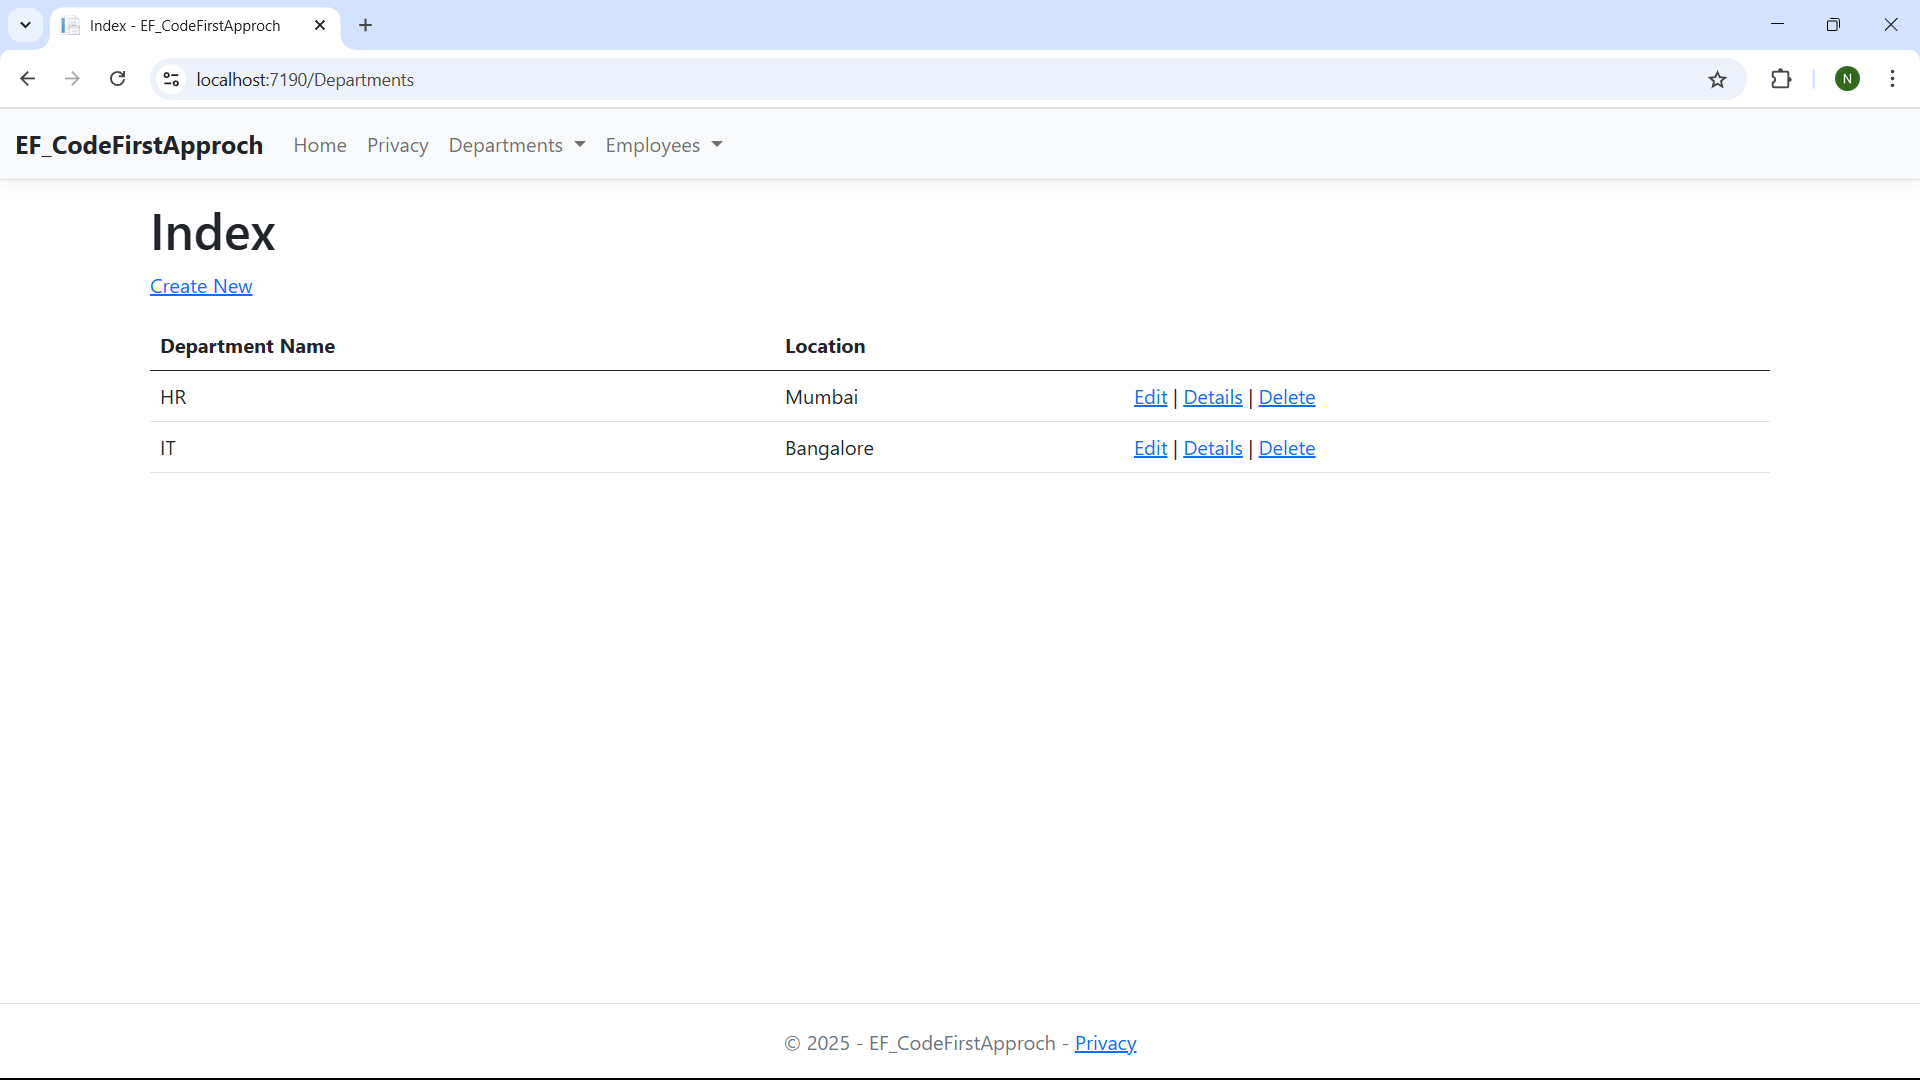 Index - EF_CodeFirstApproch
localhost:7190/Departments
N
EF_CodeFirstApproch Home Privacy Departments Employees
Index
Create New
Department Name Location
HR Mumbai Edit | Details | Delete
IT Bangalore Edit | Details | Delete
© 2025 - EF_CodeFirstApproch - Privacy